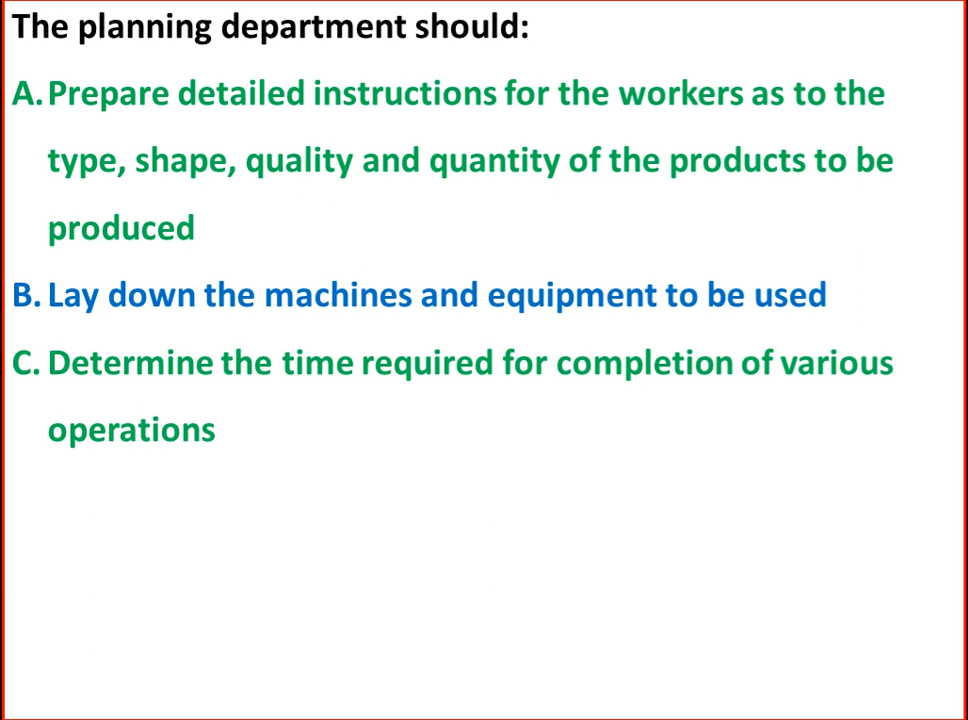 The planning department should:
A. Prepare detailed instructions for the workers as to the
type, shape, quality and quantity of the products to be
produced
B. Lay down the machines and equipment to be used
C. Determine the time required for completion of various
operations